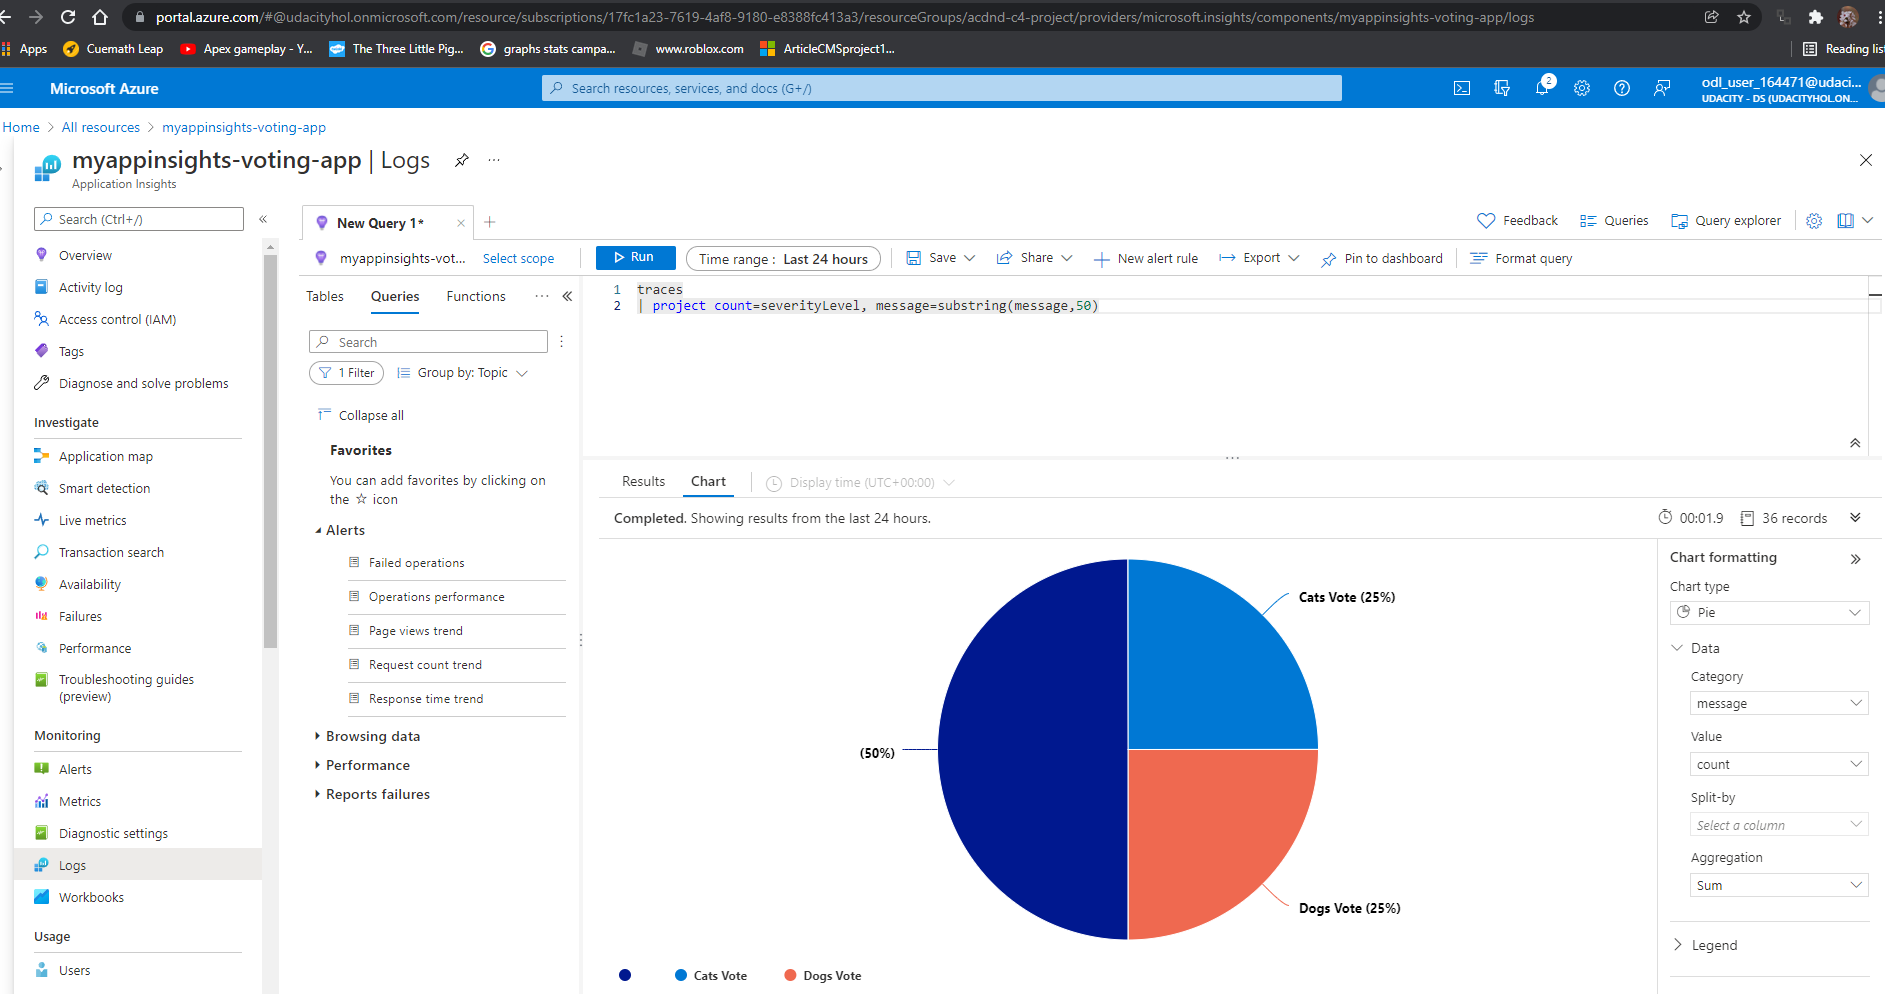 portal.azure.com/#@udacityhol.onmicrosoft.com/resource/subscriptions/17fc1a23-7619-4af8-9180-e8388fc413a3/resourceGroups/acdnd-c4-project/providers/microsoft.insights/components/myappinsights-voting-app/logs
Apps Cuemath Leap Apex gameplay - Y... The Three Little Pig... graphs stats campa... www.roblox.com ArticleCMSproject1... Reading list
Microsoft Azure Search resources, services, and docs (G+/) 2 odl_user_164471@udaci...
UDACITY - DS (UDACITYHOL.ON...
Home > All resources > myappinsights-voting-app
myappinsights-voting-app | Logs ...
Application Insights
Search (Ctrl+/) «
Overview
Activity log
Access control (IAM)
Tags
Diagnose and solve problems
Investigate
Application map
Smart detection
Live metrics
Transaction search
Availability
Failures
Performance
Troubleshooting guides
(preview)
Monitoring
Alerts
Metrics
Diagnostic settings
Logs
Workbooks
Usage
Users
New Query 1* × + Feedback Queries Query explorer
myappinsights-vot... Select scope Run Time range : Last 24 hours Save Share New alert rule Export Pin to dashboard Format query
Tables Queries Functions ... «
Search
1 Filter Group by: Topic
Collapse all
Favorites
You can add favorites by clicking on
the ☆ icon
Alerts
Failed operations
Operations performance
Page views trend
Request count trend
Response time trend
Browsing data
Performance
Reports failures
1 traces
2 | project count=severityLevel, message=substring(message,50)
Results Chart Display time (UTC+00:00)
Completed. Showing results from the last 24 hours. 00:01.9 36 records
Cats Vote (25%)
(50%)
Dogs Vote (25%)
Cats Vote Dogs Vote
Chart formatting »
Chart type
Pie
Data
Category
message
Value
count
Split-by
Select a column
Aggregation
Sum
Legend